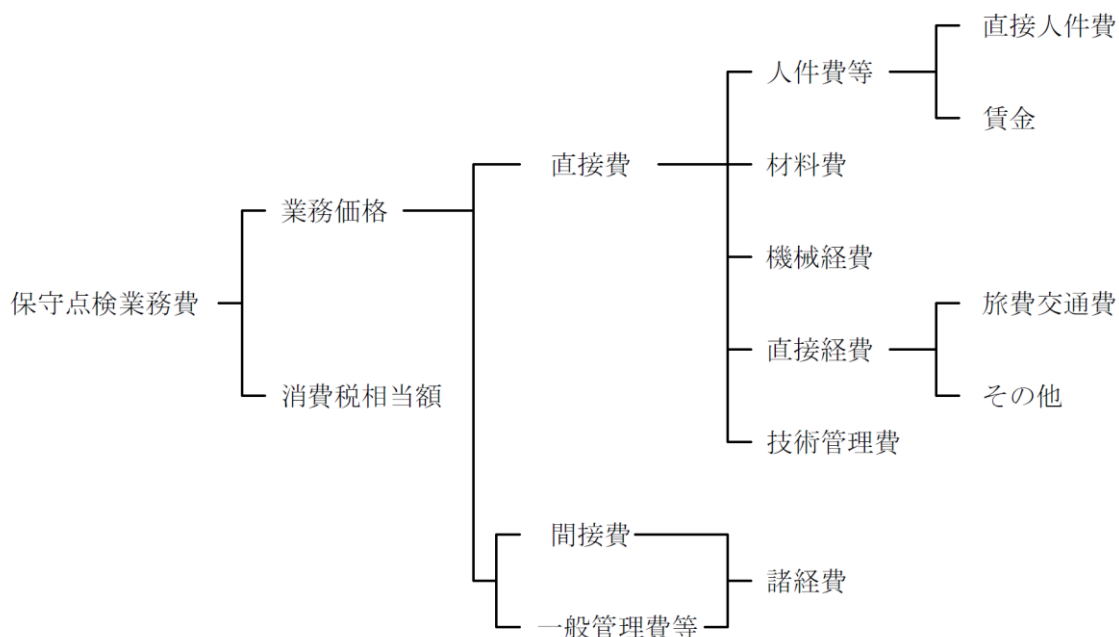 直接人件費
人件費等
賃金
直接費
材料費
業務価格
機械経費
保守点検業務費
旅費交通費
直接経費
消費税相当額
その他
技術管理費
間接費
諸経費
一般管理費等